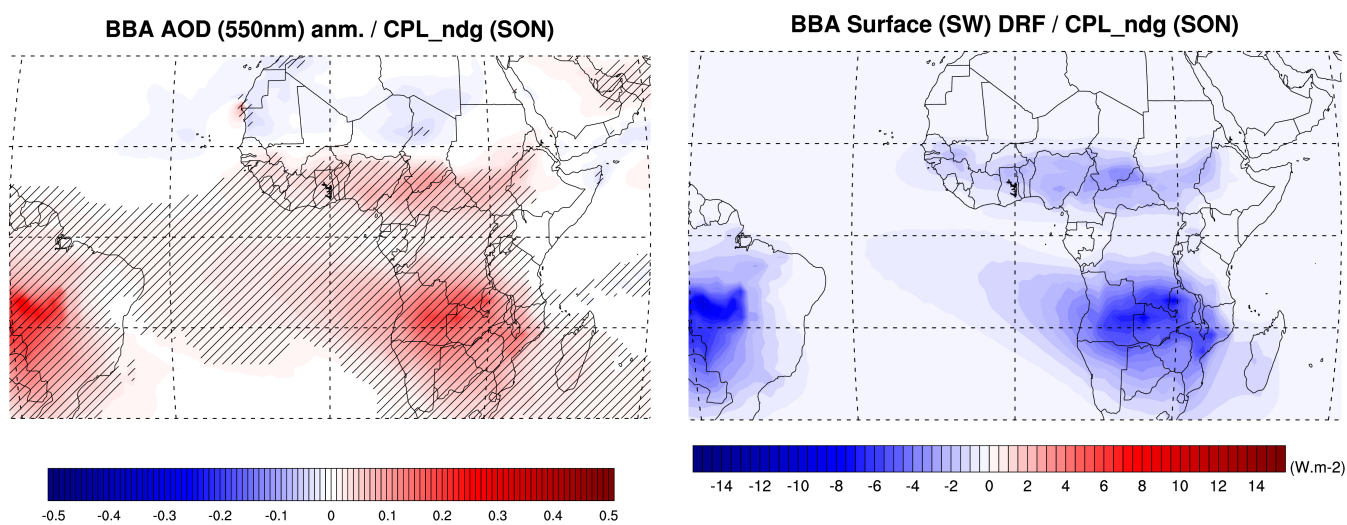 BBA AOD (550nm) anm. / CPL_ndg (SON)
BBA Surface (SW) DRF / CPL_ndg (SON)
-0.5 -0.4 -0.3 -0.2 -0.1 0 0.1 0.2 0.3 0.4 0.5
-14 -12 -10 -8 -6 -4 -2 0 2 4 6 8 10 12 14 (W.m-2)